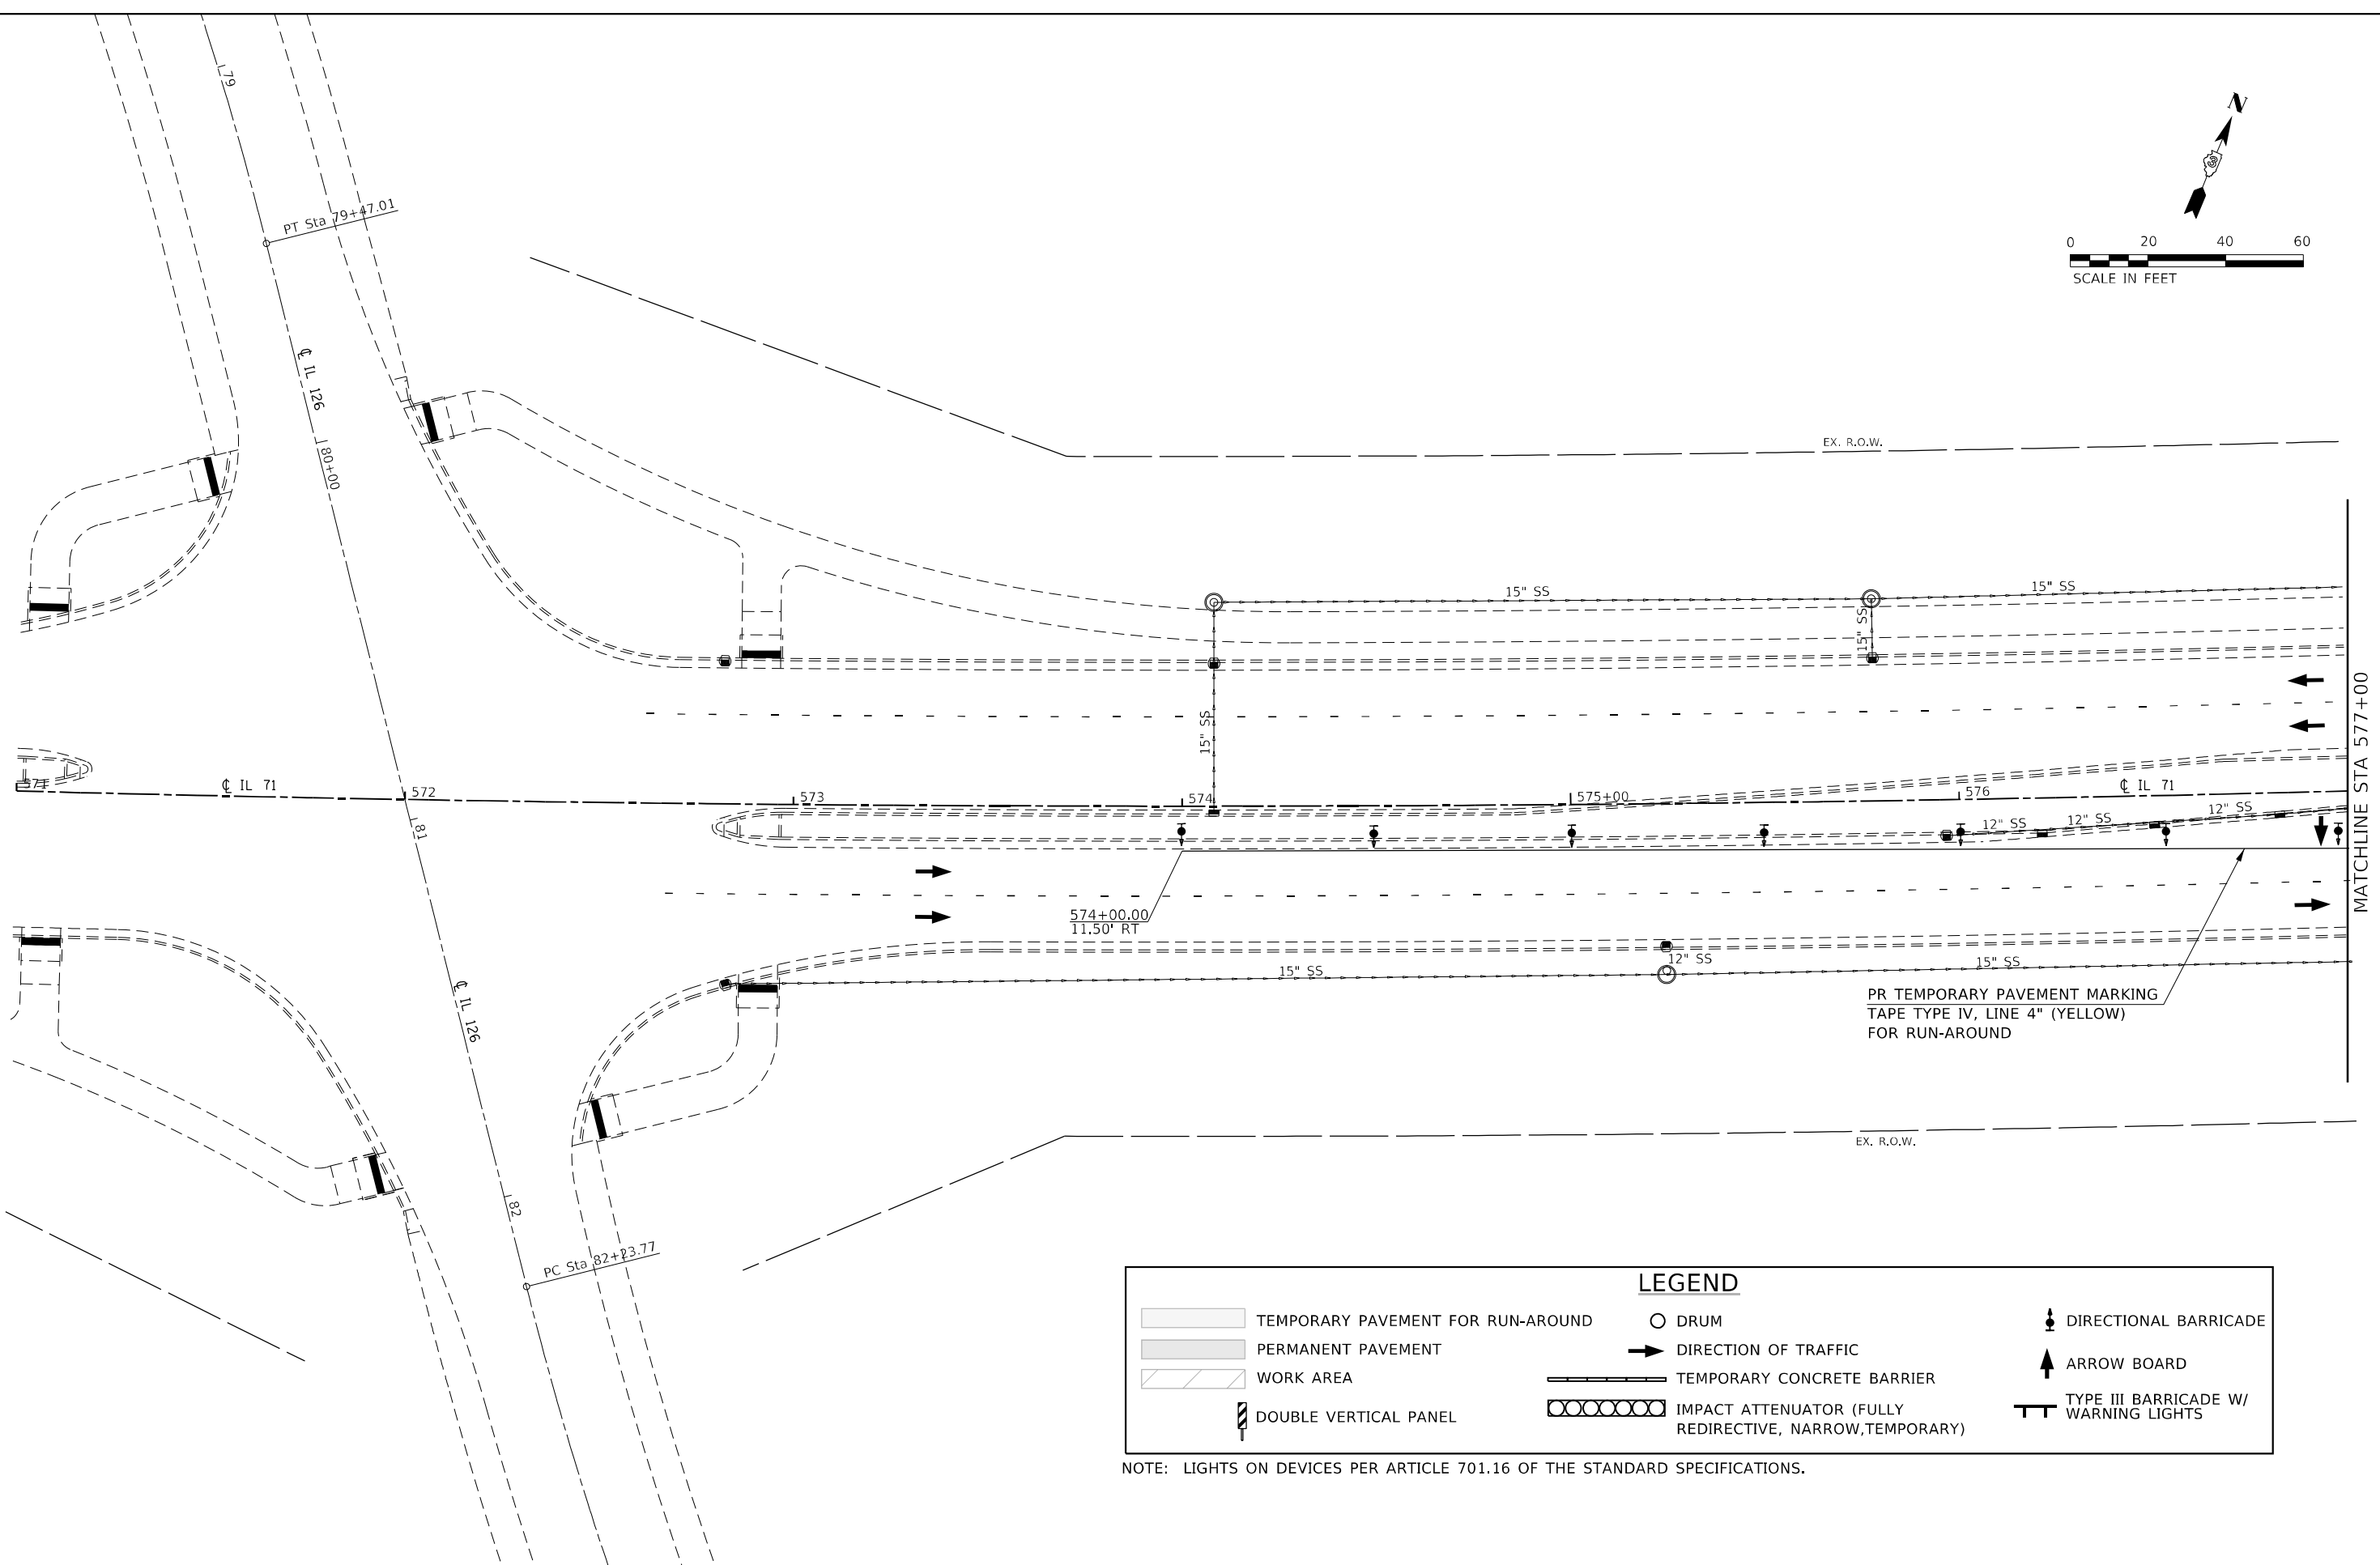 79
N
3
0 20 40 60
SCALE IN FEET
PT Sta 79+47.01
℄ IL 126
80+00
EX. R.O.W.
15" SS
15" SS
15" SS
15" SS
MATCHLINE STA 577+00
571
℄ IL 71
572
573
574
575+00
576
℄ IL 71
81
12" SS
12" SS
12" SS
574+00.00
11.50' RT
15" SS
12" SS
15" SS
℄ IL 126
PR TEMPORARY PAVEMENT MARKING
TAPE TYPE IV, LINE 4" (YELLOW)
FOR RUN-AROUND
EX. R.O.W.
82
PC Sta 82+23.77
LEGEND
TEMPORARY PAVEMENT FOR RUN-AROUND
PERMANENT PAVEMENT
WORK AREA
DOUBLE VERTICAL PANEL
DRUM
DIRECTION OF TRAFFIC
TEMPORARY CONCRETE BARRIER
IMPACT ATTENUATOR (FULLY
REDIRECTIVE, NARROW,TEMPORARY)
DIRECTIONAL BARRICADE
ARROW BOARD
TYPE III BARRICADE W/
WARNING LIGHTS
NOTE: LIGHTS ON DEVICES PER ARTICLE 701.16 OF THE STANDARD SPECIFICATIONS.